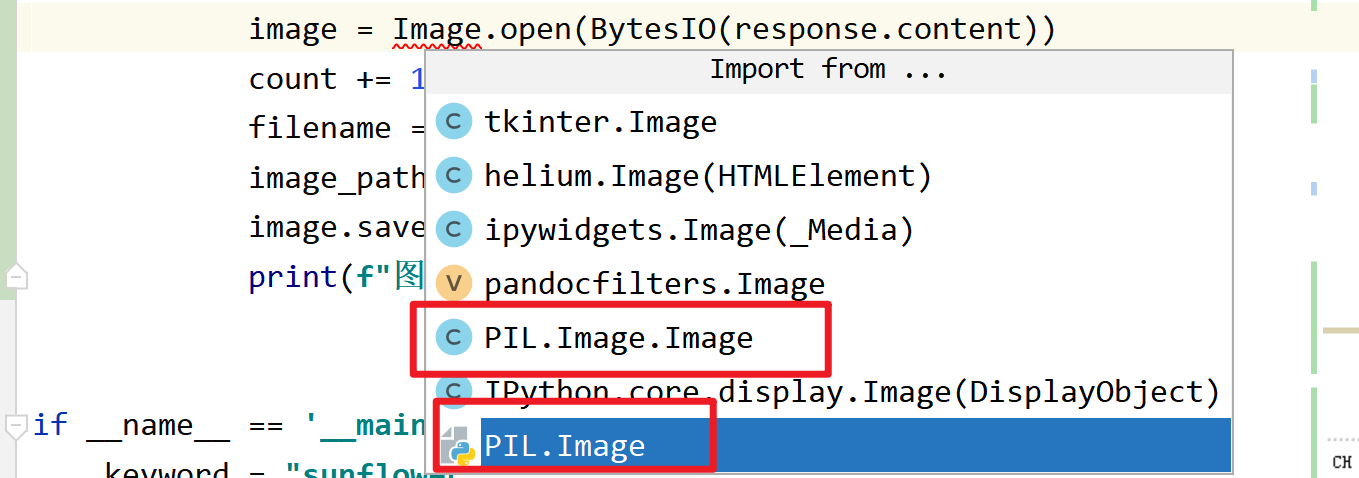 image = Image.open(BytesIO(response.content))
Import from ...
count += 1
C tkinter.Image
filename =
C helium.Image(HTMLElement)
image_path
C ipywidgets.Image(_Media)
image.save
V pandocfilters.Image
print(f"图
C PIL.Image.Image
C IPython.core.display.Image(DisplayObject)
if __name__ == '__main
PIL.Image
keyword = "sunflower
CH